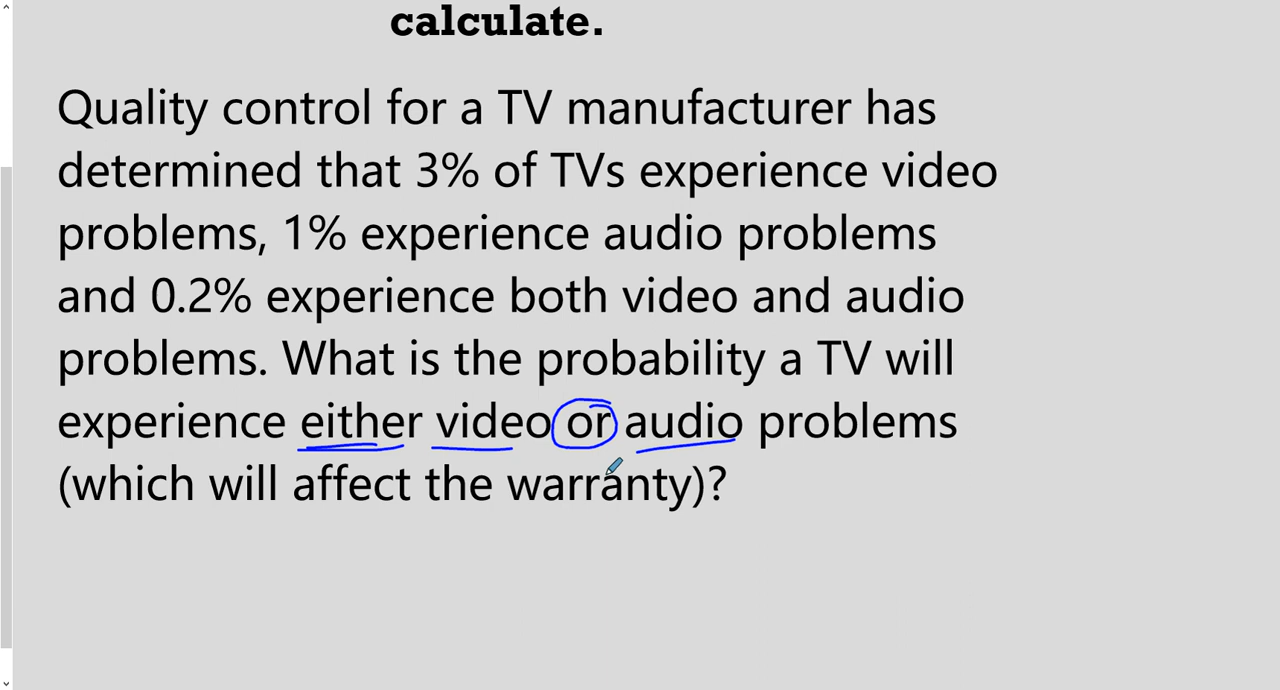 calculate.
Quality control for a TV manufacturer has
determined that 3% of TVs experience video
problems, 1% experience audio problems
and 0.2% experience both video and audio
problems. What is the probability a TV will
experience either video or audio problems
(which will affect the warranty)?